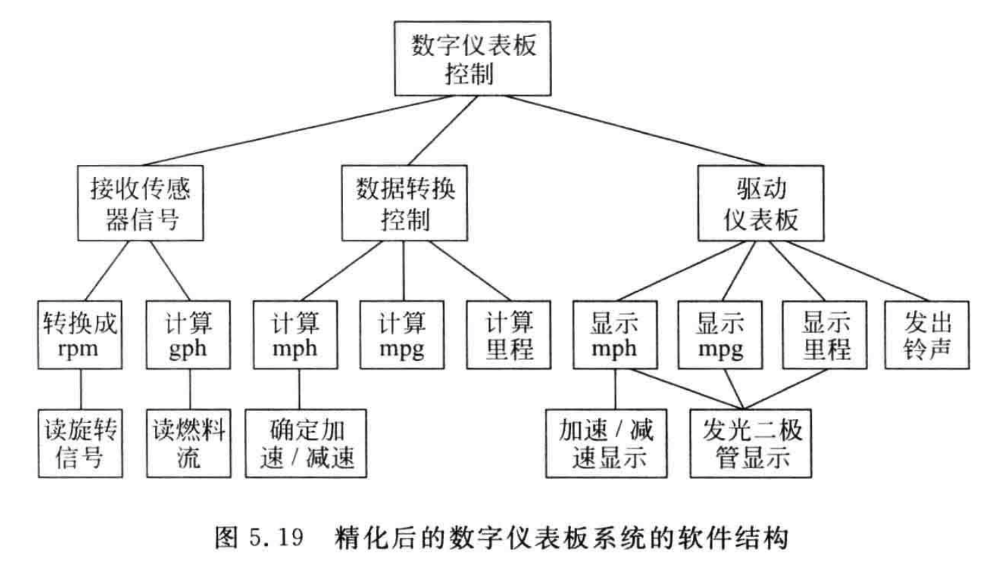 数字仪表板
控制
接收传感
器信号
数据转换
控制
驱动
仪表板
转换成
rpm
计算
gph
计算
mph
计算
mpg
计算
里程
显示
mph
显示
mpg
显示
里程
发出
铃声
读旋转
信号
读燃料
流
确定加
速/减速
加速/减
速显示
发光二极
管显示
图 5.19 精化后的数字仪表板系统的软件结构